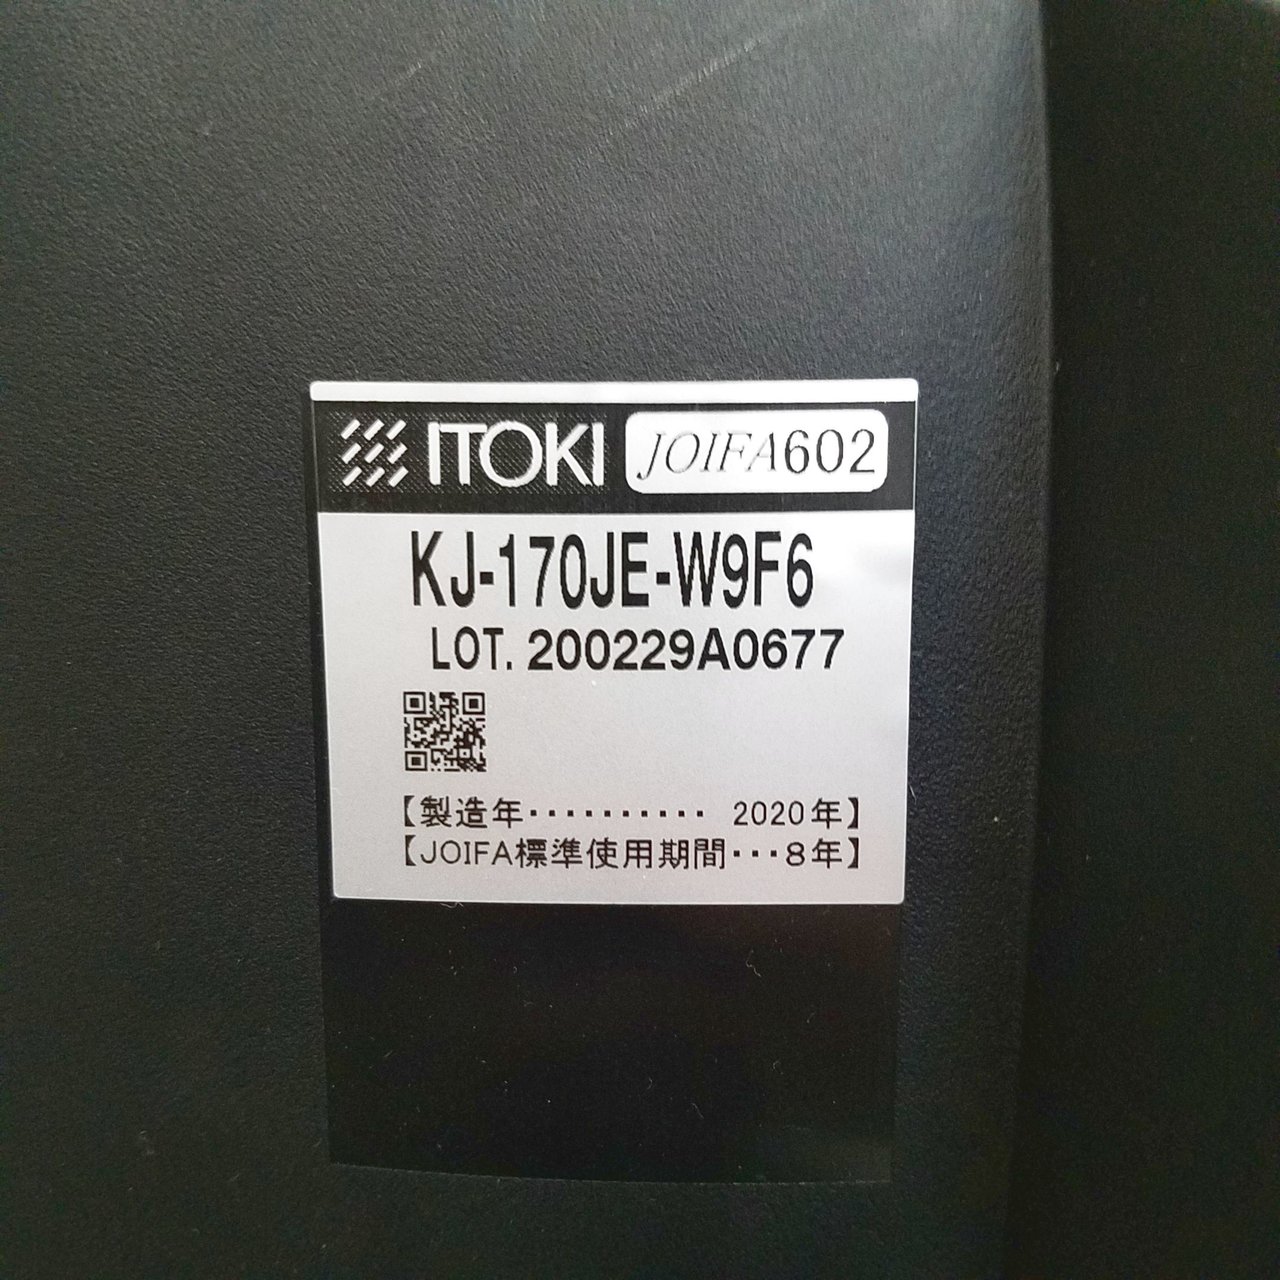 ITOKI JOIFA602
KJ-170JE-W9F6
LOT. 200229A0677
【製造年・・・・・・・・・・ 2020年】
【JOIFA標準使用期間・・・8年】